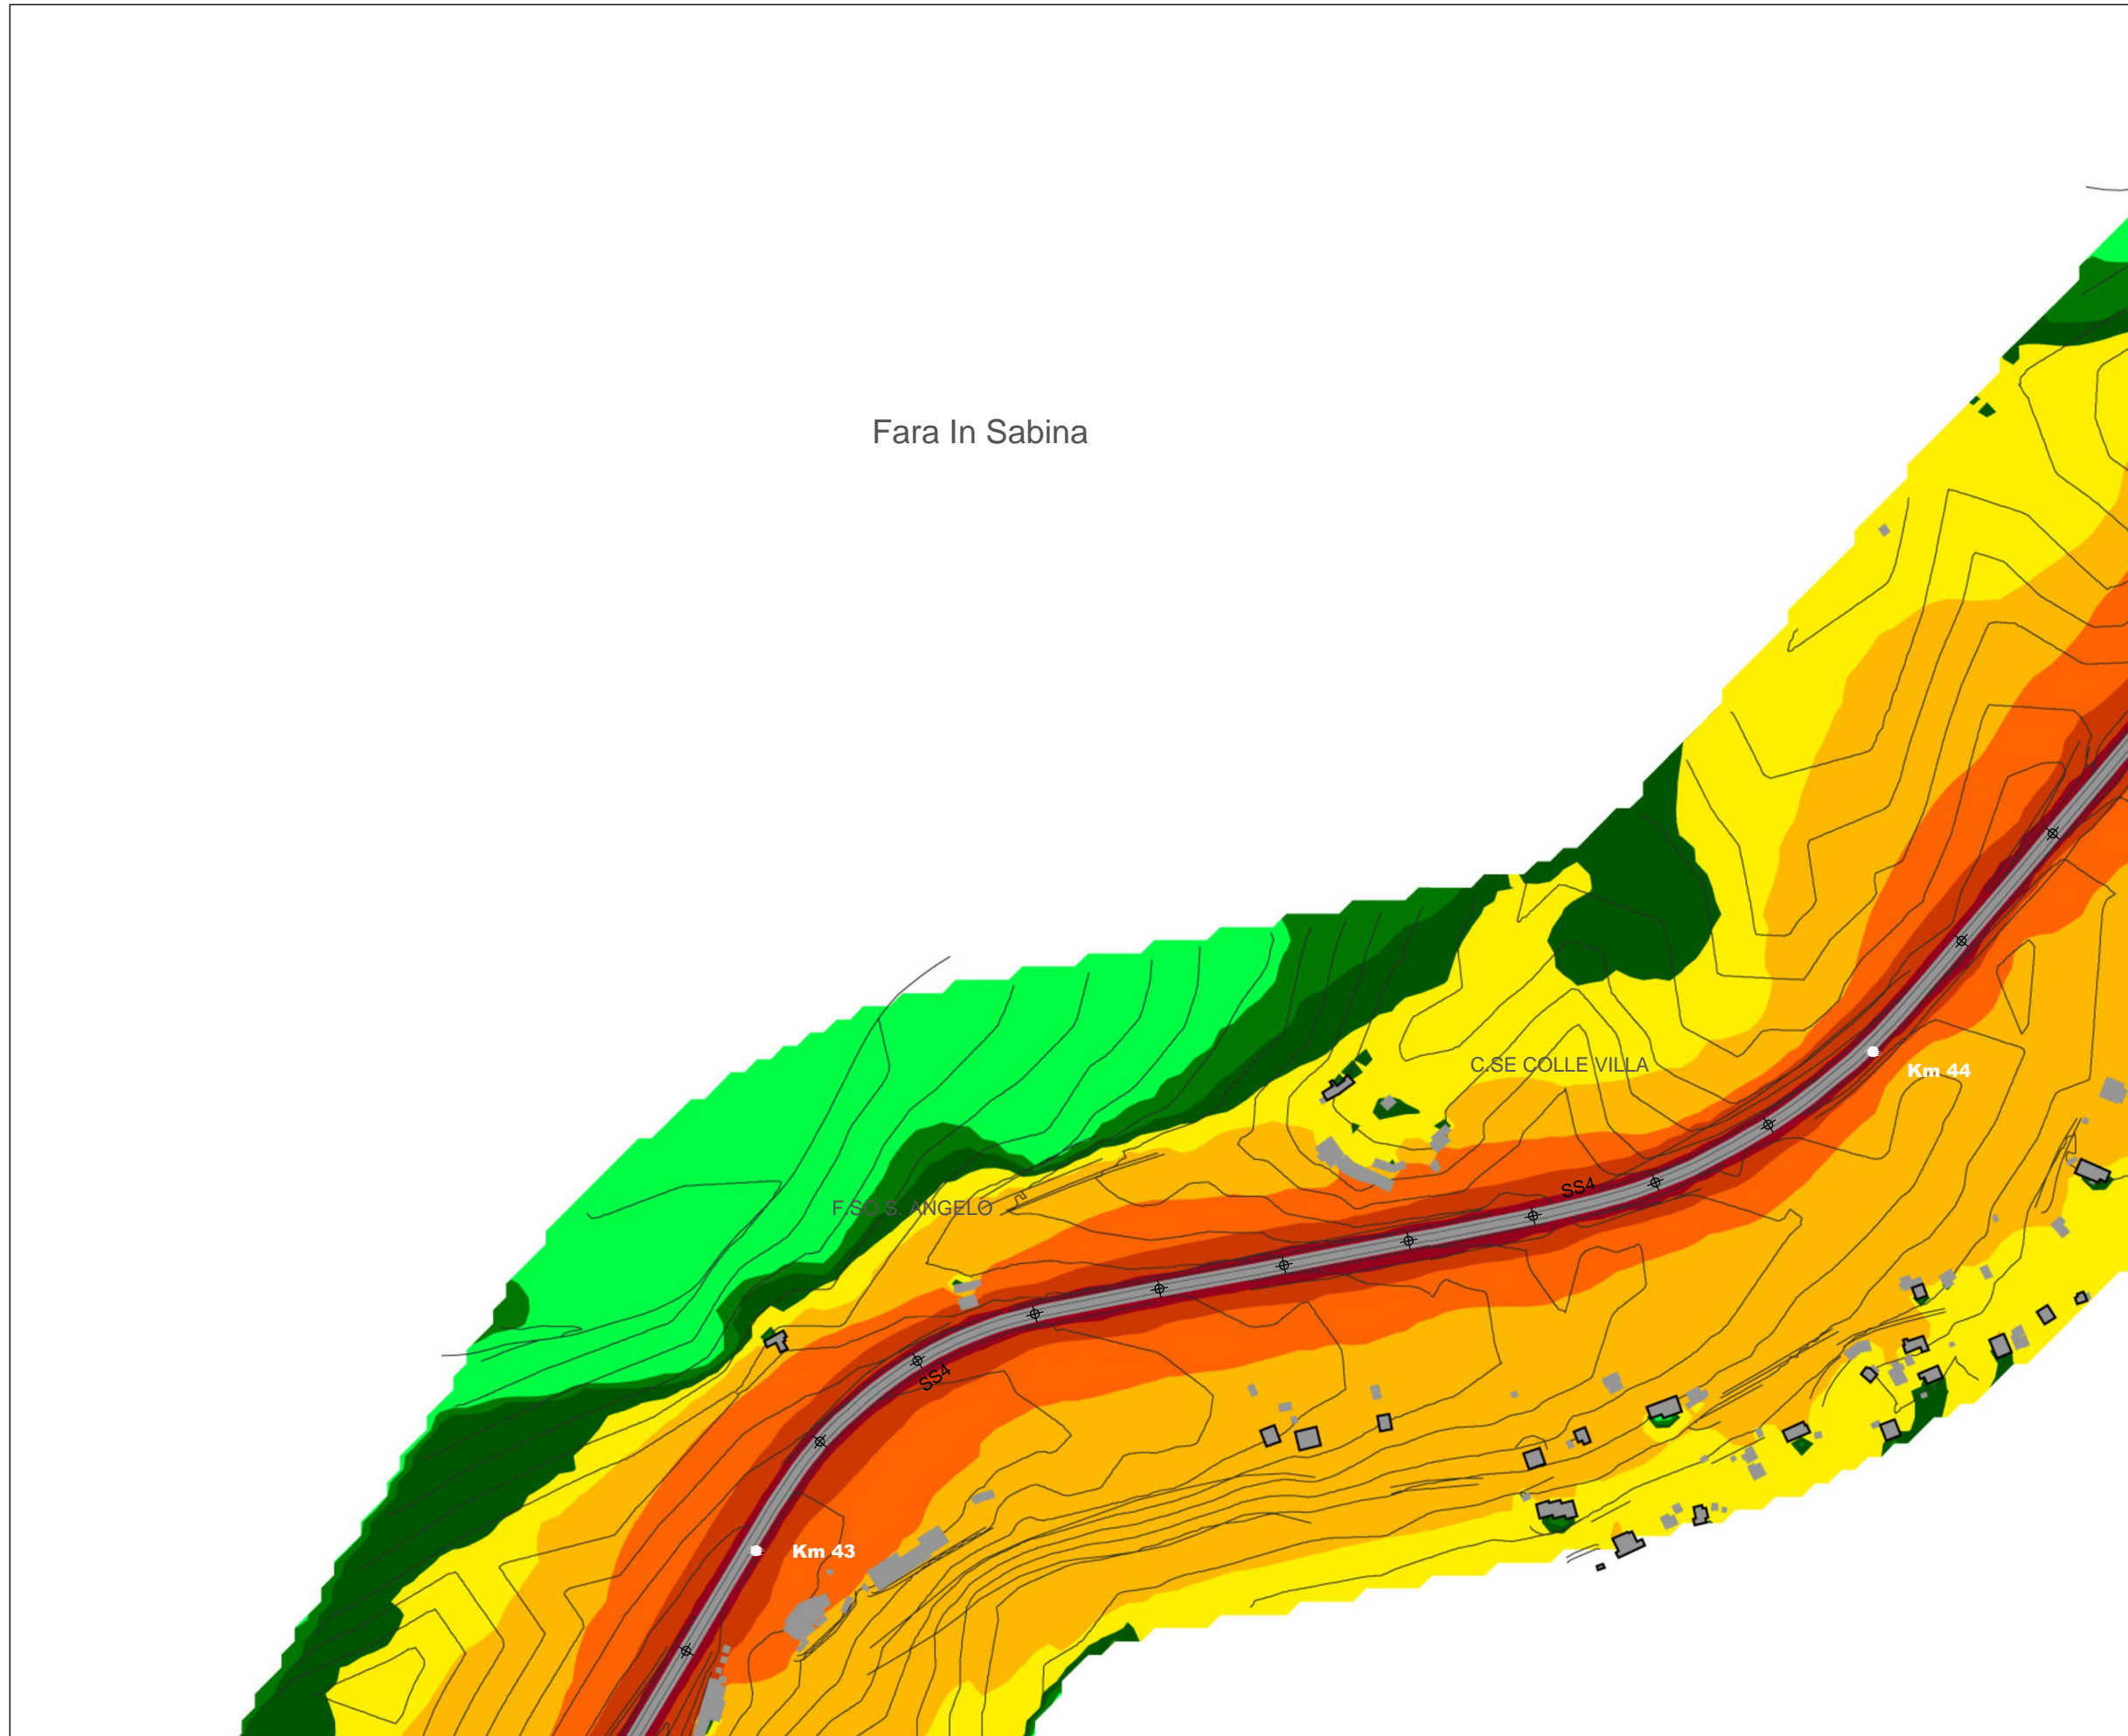 Fara In Sabina
C.SE COLLE VILLA
Km 44
SS4
F.SO S. ANGELO
SS4
Km 43